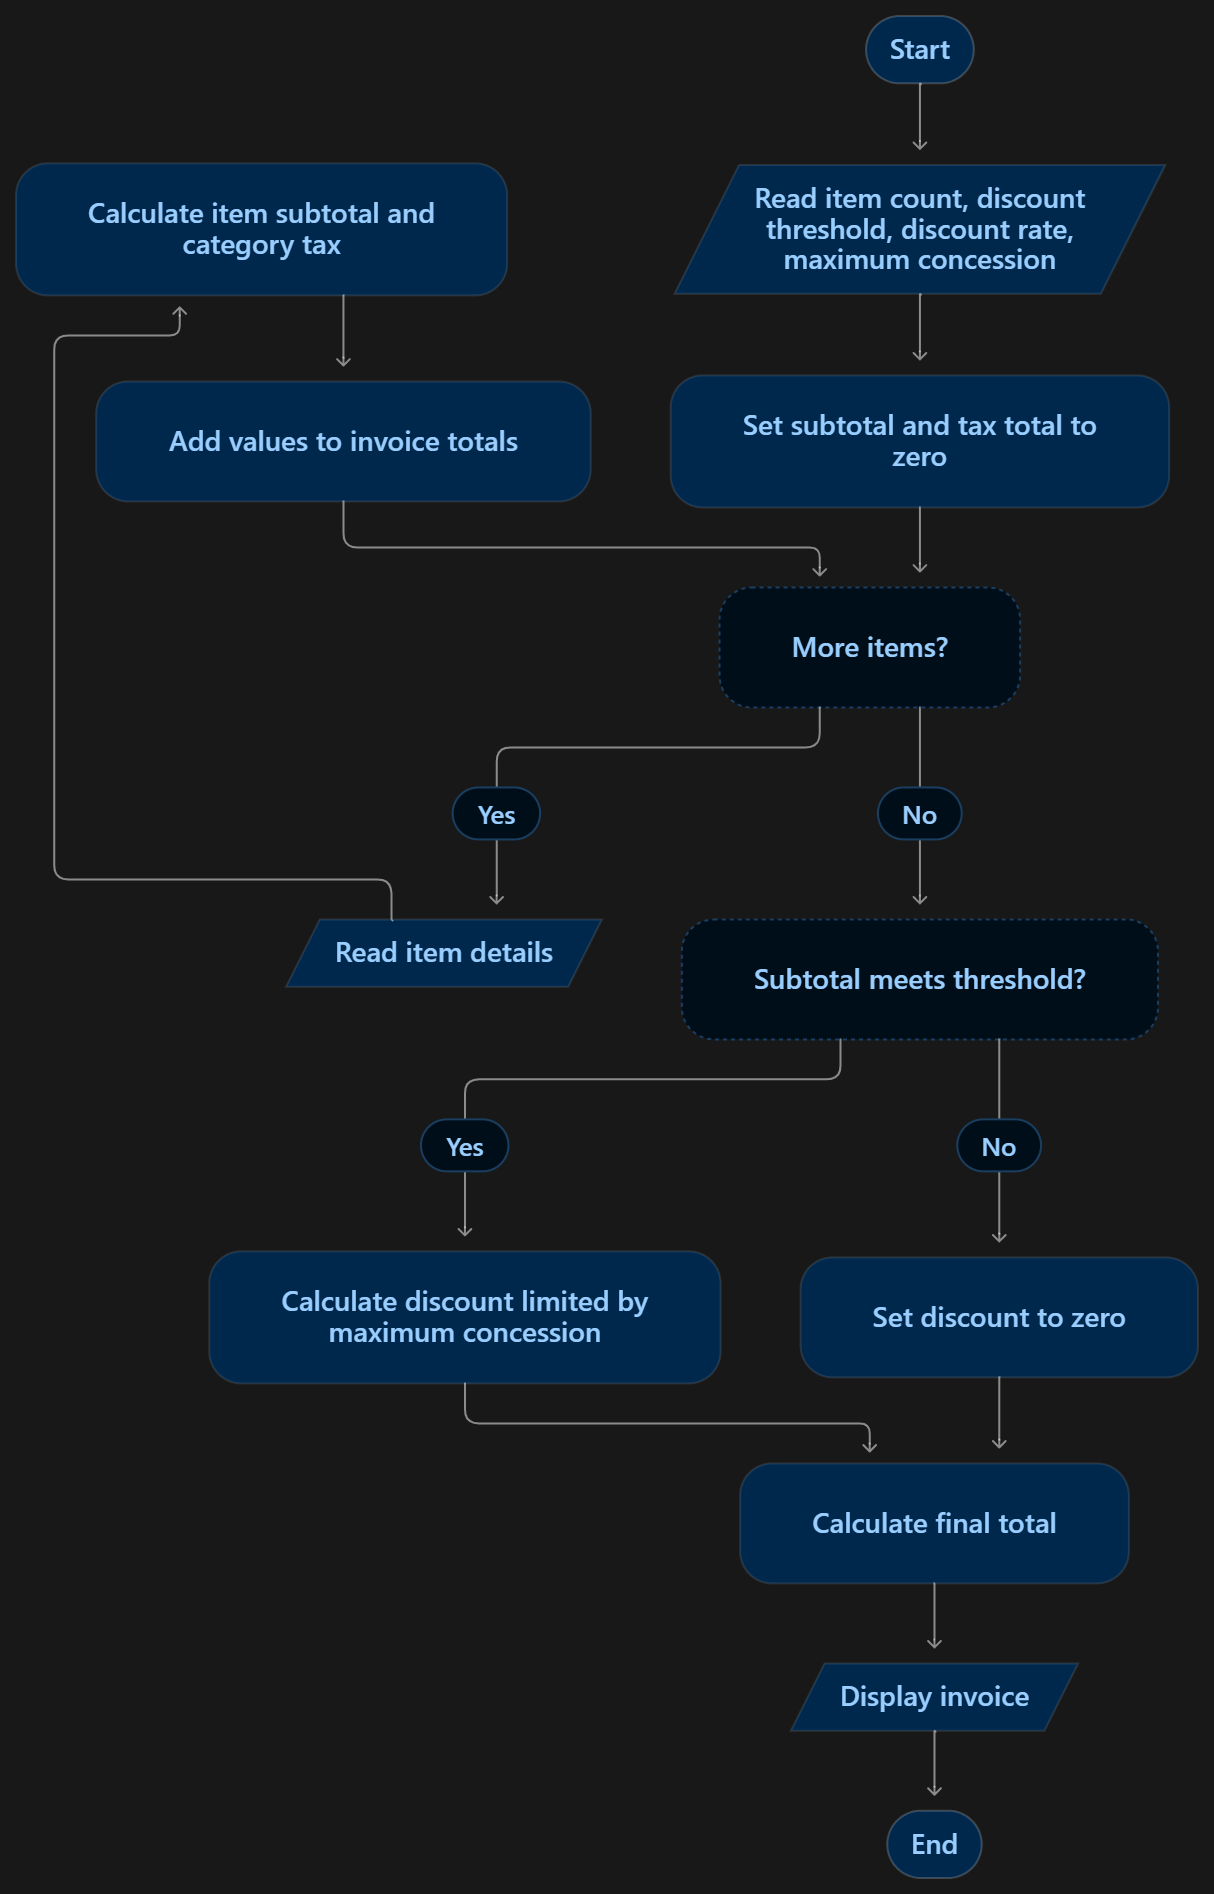 Start
Read item count, discount
threshold, discount rate,
maximum concession
Set subtotal and tax total to
zero
Calculate item subtotal and
category tax
Add values to invoice totals
More items?
Yes
No
Read item details
Subtotal meets threshold?
Yes
No
Calculate discount limited by
maximum concession
Set discount to zero
Calculate final total
Display invoice
End